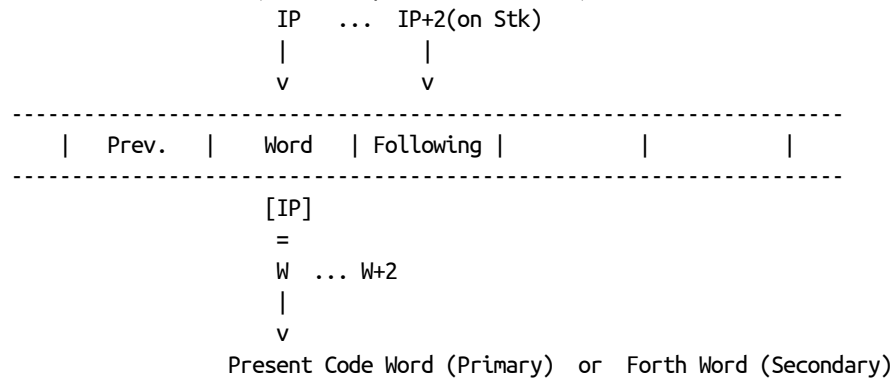 IP ... IP+2(on Stk)
| |
v v
---------------------------------------------------------------------
| Prev. | Word | Following | | |
---------------------------------------------------------------------
[IP]
=
W ... W+2
|
v
Present Code Word (Primary) or Forth Word (Secondary)